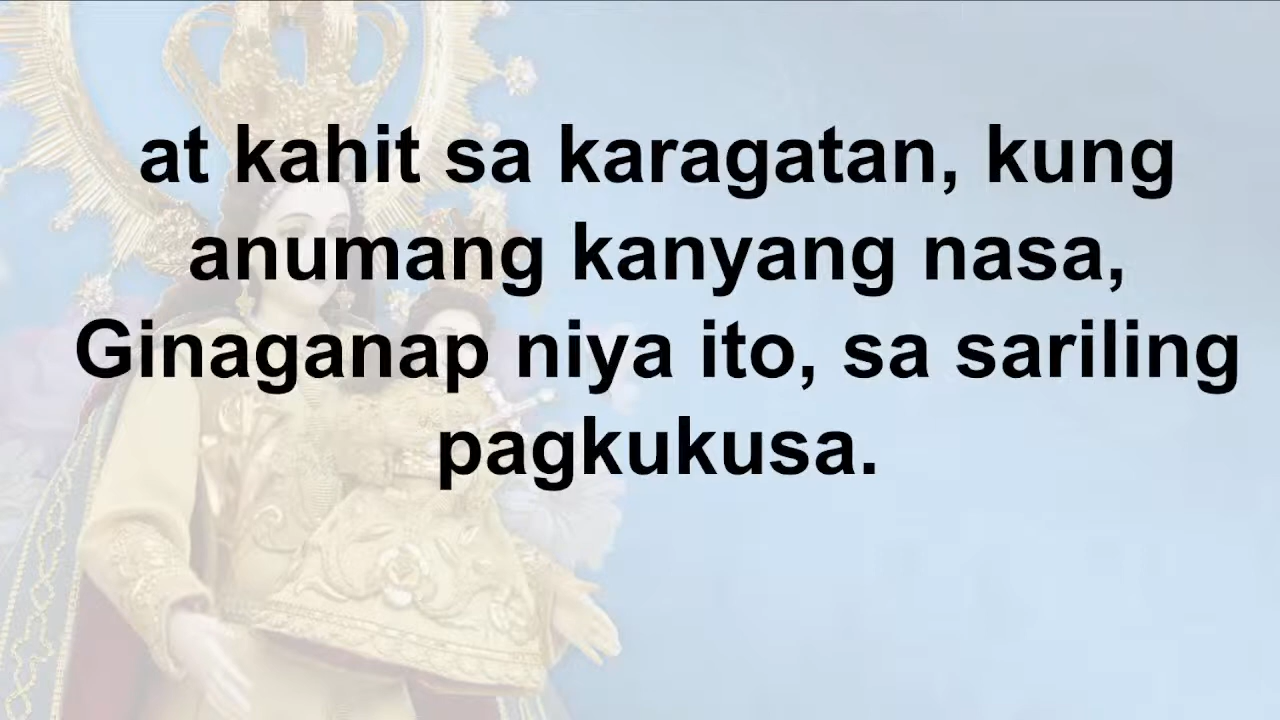 at kahit sa karagatan, kung
anumang kanyang nasa,
Ginaganap niya ito, sa sariling
pagkukusa.